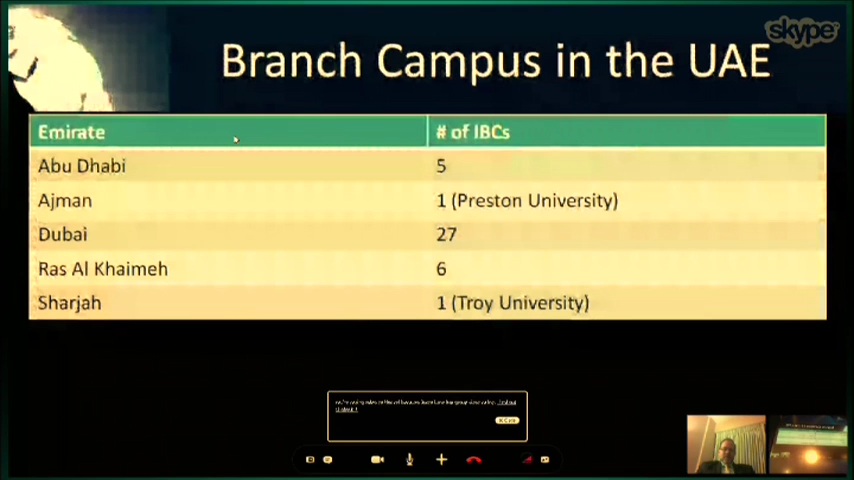 skype
Branch Campus in the UAE
Emirate # of IBCs
Abu Dhabi 5
Ajman 1 (Preston University)
Dubai 27
Ras Al Khaimeh 6
Sharjah 1 (Troy University)